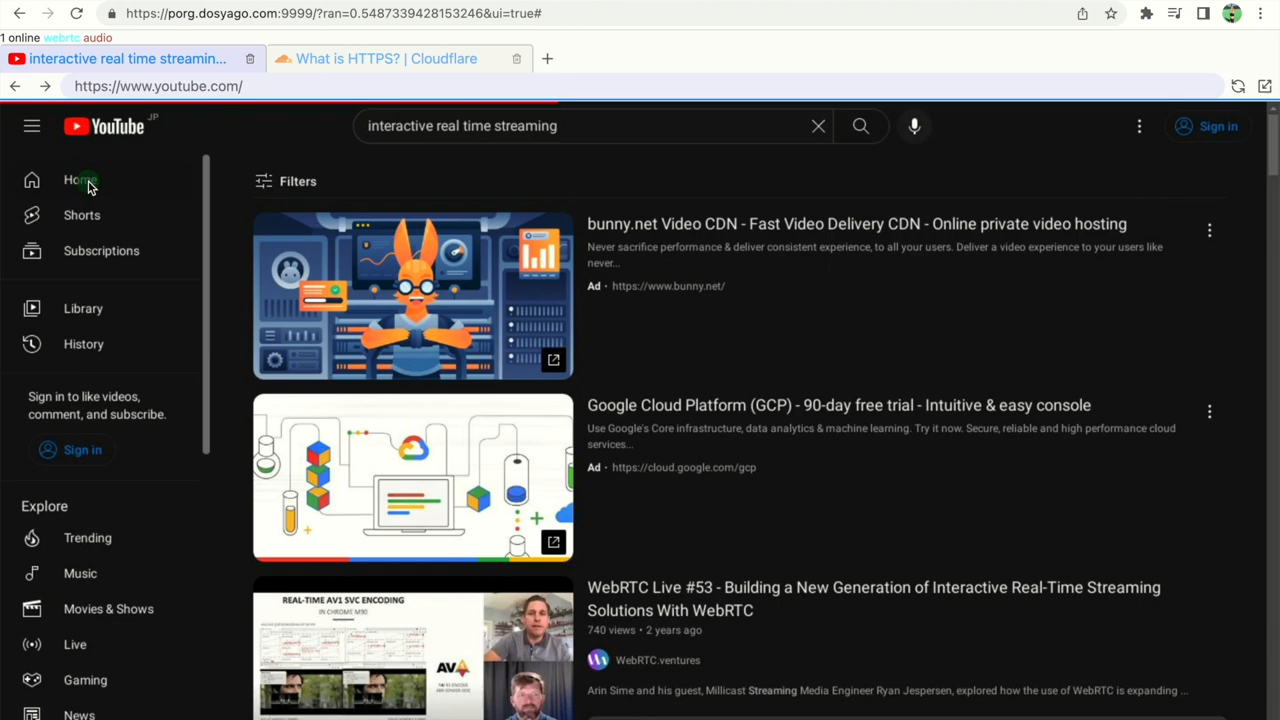 https://porg.dosyago.com:9999/?ran=0.5487339428153246&ui=true#
1 online webrtc audio
interactive real time streamin...
What is HTTPS? | Cloudflare
https://www.youtube.com/
YouTube JP
interactive real time streaming
Sign in
Home
Filters
Shorts
Subscriptions
Library
History
Sign in to like videos,
comment, and subscribe.
Sign in
Explore
Trending
Music
Movies & Shows
Live
Gaming
News
bunny.net Video CDN - Fast Video Delivery CDN - Online private video hosting
Never sacrifice performance & deliver consistent experience, to all your users. Deliver a video experience to your users like
never...
Ad · https://www.bunny.net/
Google Cloud Platform (GCP) - 90-day free trial - Intuitive & easy console
Use Google's Core infrastructure, data analytics & machine learning. Try it now. Secure, reliable and high performance cloud
services...
Ad · https://cloud.google.com/gcp
REAL-TIME AV1 SVC ENCODING
IN CHROME M90
AV1
WebRTC Live #53 - Building a New Generation of Interactive Real-Time Streaming
Solutions With WebRTC
740 views • 2 years ago
WebRTC.ventures
Arin Sime and his guest, Millicast Streaming Media Engineer Ryan Jespersen, explored how the use of WebRTC is expanding ...